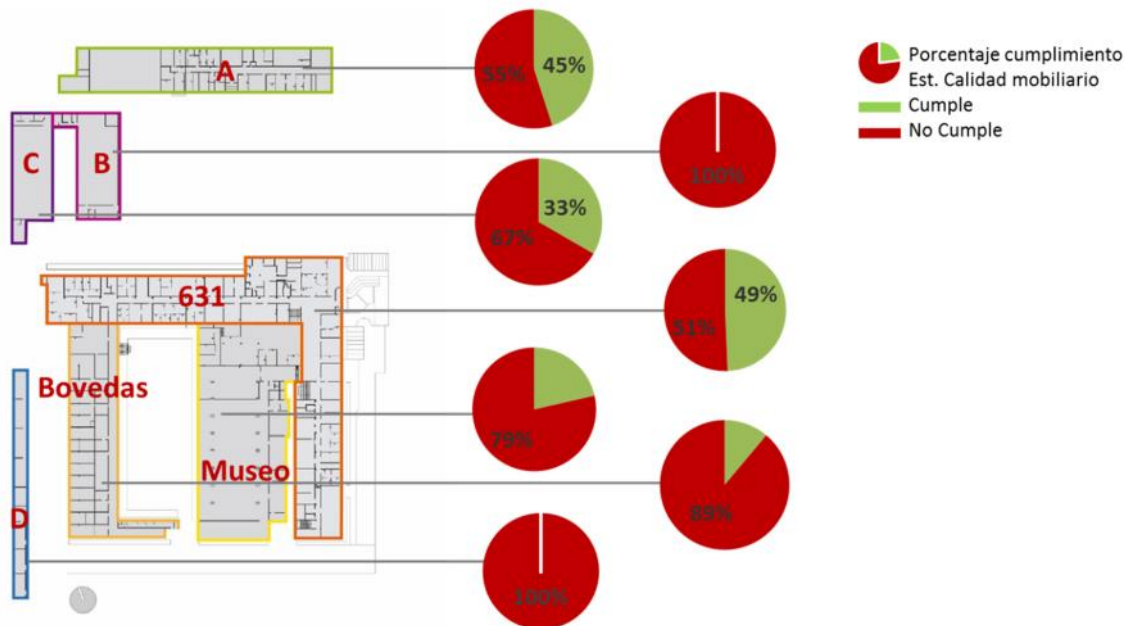 A
55%
45%
Porcentaje cumplimiento
Est. Calidad mobiliario
Cumple
No Cumple
C
B
100%
33%
67%
631
49%
51%
Bovedas
79%
Museo
89%
D
100%